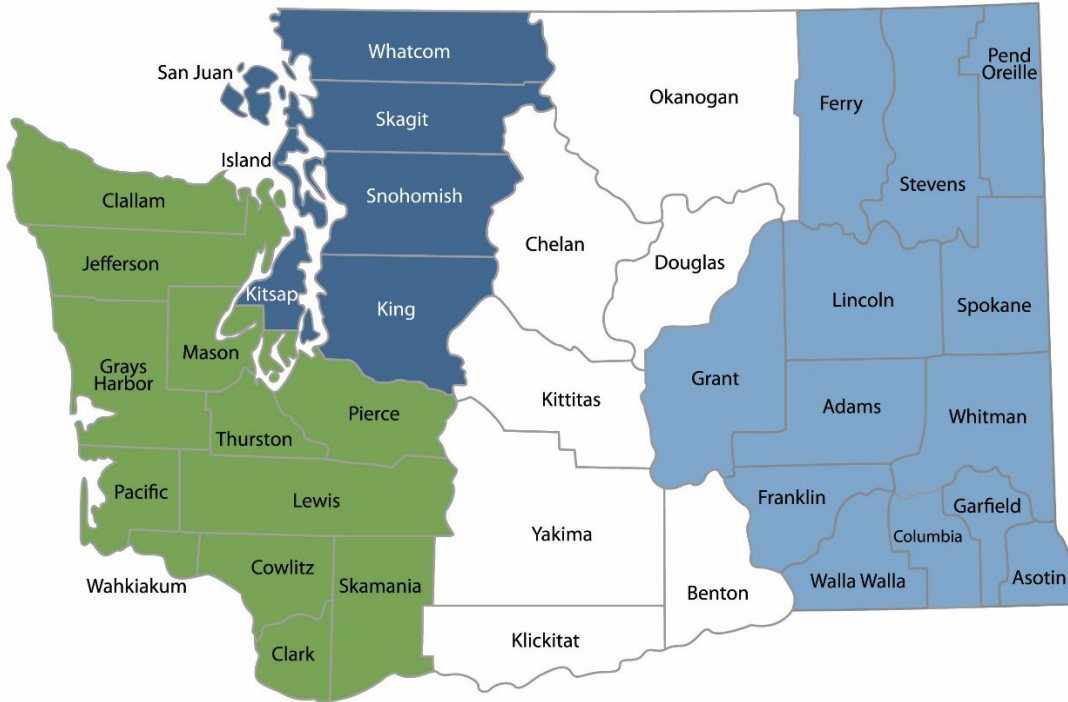 Whatcom
San Juan
Skagit
Island
Snohomish
Clallam
Jefferson
Kitsap
King
Mason
Grays
Harbor
Pierce
Thurston
Pacific
Lewis
Wahkiakum
Cowlitz
Skamania
Clark
Okanogan
Chelan
Douglas
Kittitas
Yakima
Klickitat
Benton
Ferry
Stevens
Pend
Oreille
Lincoln
Spokane
Grant
Adams
Whitman
Franklin
Garfield
Columbia
Walla Walla
Asotin